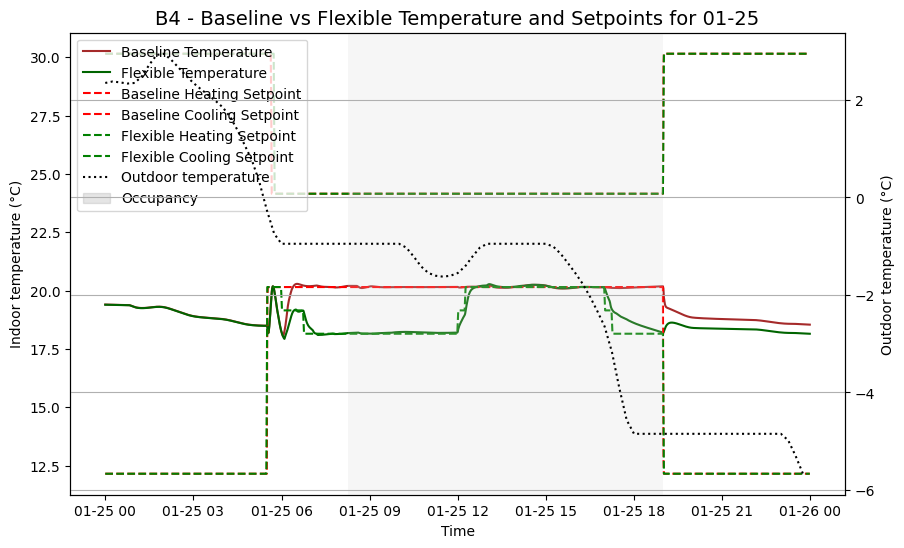 B4 - Baseline vs Flexible Temperature and Setpoints for 01-25
30.0
27.5
25.0
22.5
20.0
17.5
15.0
12.5
Indoor temperature (°C)
Baseline Temperature
Flexible Temperature
Baseline Heating Setpoint
Baseline Cooling Setpoint
Flexible Heating Setpoint
Flexible Cooling Setpoint
Outdoor temperature
Occupancy
2
0
−2
−4
−6
Outdoor temperature (°C)
01-25 00 01-25 03 01-25 06 01-25 09 01-25 12 01-25 15 01-25 18 01-25 21 01-26 00
Time